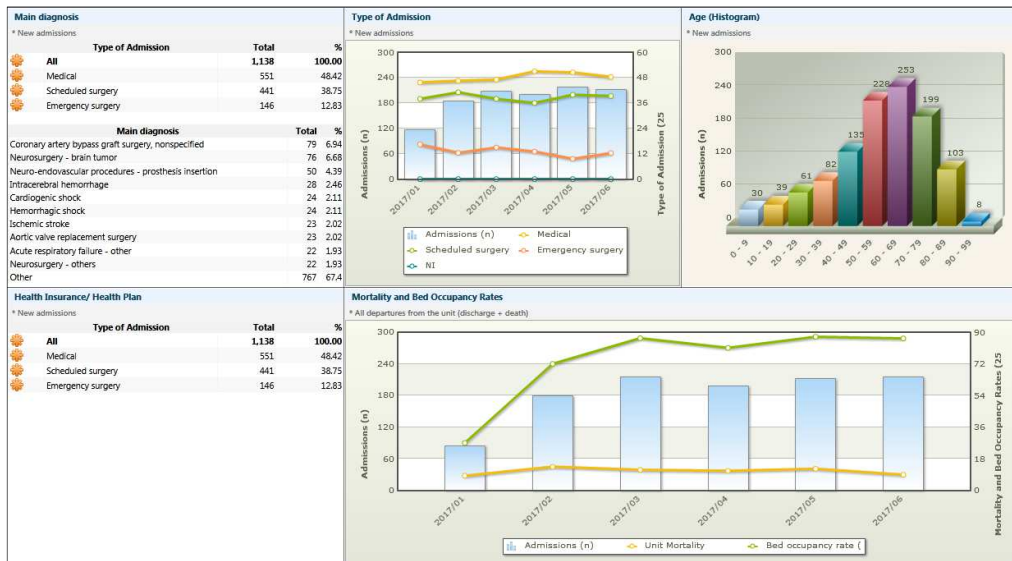 Main diagnosis
* New admissions
Type of Admission Total %
All 1,138 100.00
Medical 551 48.42
Scheduled surgery 441 38.75
Emergency surgery 146 12.83
Main diagnosis Total %
Coronary artery bypass graft surgery, nonspecified 79 6.94
Neurosurgery - brain tumor 76 6.68
Neuro-endovascular procedures - prosthesis insertion 50 4.39
Intracerebral hemorrhage 28 2.46
Cardiogenic shock 24 2.11
Hemorrhagic shock 24 2.11
Ischemic stroke 23 2.02
Aortic valve replacement surgery 23 2.02
Acute respiratory failure - other 22 1.93
Neurosurgery - others 22 1.93
Other 767 67,4
Type of Admission
* New admissions
Admissions (n)
300
240
180
120
60
0
60
48
36
24
12
0
Type of Admission (25
2017/01
2017/02
2017/03
2017/04
2017/05
2017/06
Admissions (n) Medical
Scheduled surgery Emergency surgery
NI
Age (Histogram)
* New admissions
Admissions (n)
300
240
180
120
60
0
30
39
61
82
135
228
253
199
103
8
0 - 9
10 - 19
20 - 29
30 - 39
40 - 49
50 - 59
60 - 69
70 - 79
80 - 89
90 - 99
Health Insurance/ Health Plan
* New admissions
Type of Admission Total %
All 1,138 100.00
Medical 551 48.42
Scheduled surgery 441 38.75
Emergency surgery 146 12.83
Mortality and Bed Occupancy Rates
* All departures from the unit (discharge + death)
Admissions (n)
300
240
180
120
60
0
90
72
54
36
18
0
Mortality and Bed Occupancy Rates (25
2017/01
2017/02
2017/03
2017/04
2017/05
2017/06
Admissions (n) Unit Mortality Bed occupancy rate (